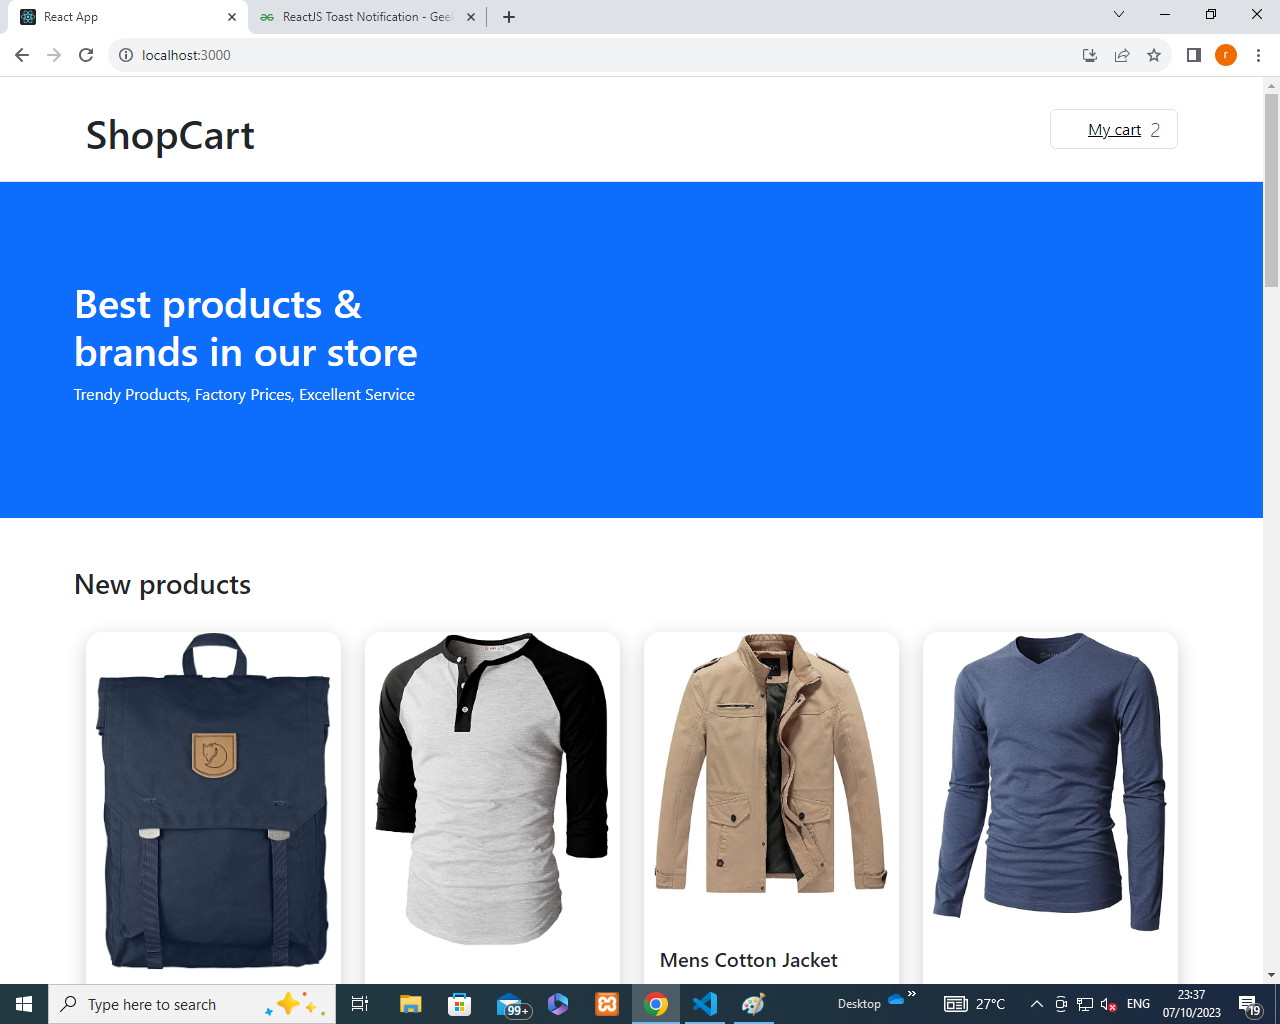 React App
ReactJS Toast Notification - Gee
localhost:3000
r
ShopCart
My cart 2
Best products &
brands in our store
Trendy Products, Factory Prices, Excellent Service
New products
Mens Cotton Jacket
Type here to search
99+
Desktop
27°C
ENG
23:37
07/10/2023
19